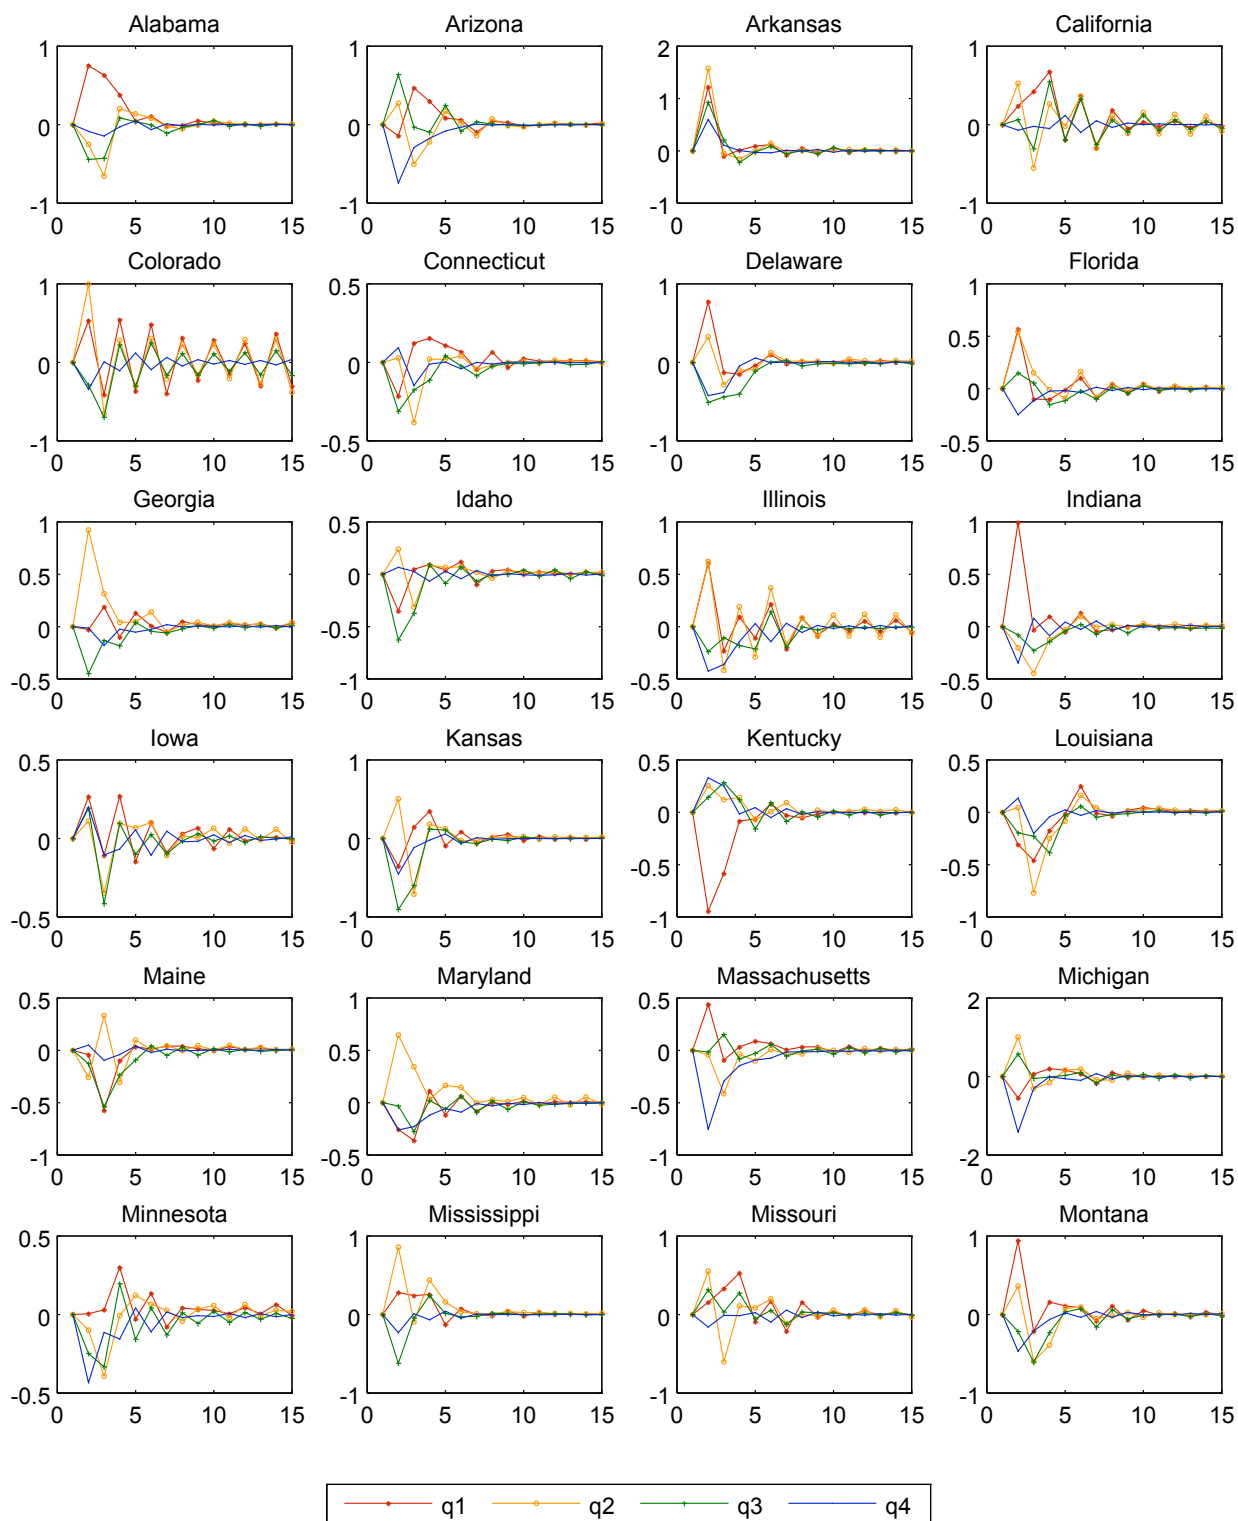 Alabama Arizona Arkansas California
1 1 2 1
1
0 0 0
0
-1 -1 -1 -1
0 5 10 15 0 5 10 15 0 5 10 15 0 5 10 15
Colorado Connecticut Delaware Florida
1 0.5 1 1
0.5
0 0 0
0
-1 -0.5 -1 -0.5
0 5 10 15 0 5 10 15 0 5 10 15 0 5 10 15
Georgia Idaho Illinois Indiana
1 0.5 1 1
0.5 0 0.5 0.5
0 -0.5 0 0
-0.5 -1 -0.5 -0.5
0 5 10 15 0 5 10 15 0 5 10 15 0 5 10 15
Iowa Kansas Kentucky Louisiana
0.5 1 0.5 0.5
0 0
0 0
-0.5 -0.5
-0.5 -1 -1 -1
0 5 10 15 0 5 10 15 0 5 10 15 0 5 10 15
Maine Maryland Massachusetts Michigan
0.5 1 0.5 2
0 0.5 0
0
-0.5 0 -0.5
-1 -0.5 -1 -2
0 5 10 15 0 5 10 15 0 5 10 15 0 5 10 15
Minnesota Mississippi Missouri Montana
0.5 1 1 1
0 0 0 0
-0.5 -1 -1 -1
0 5 10 15 0 5 10 15 0 5 10 15 0 5 10 15
q1 q2 q3 q4